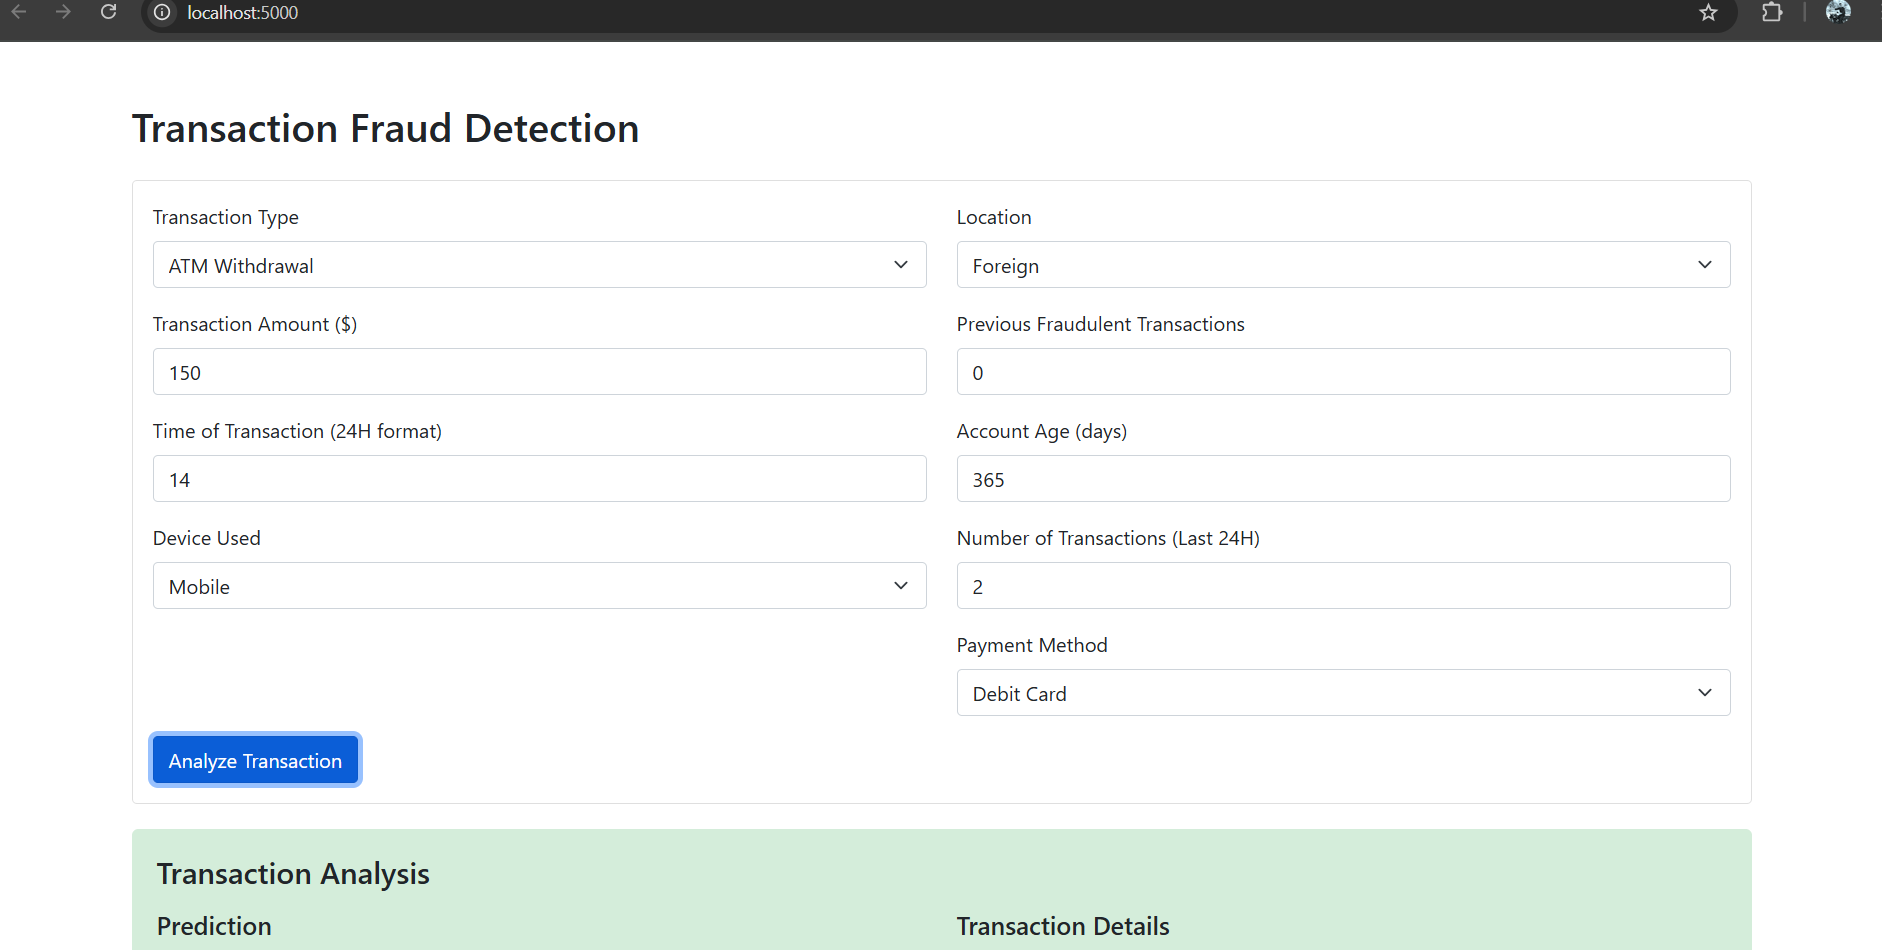 localhost:5000
Transaction Fraud Detection
Transaction Type
ATM Withdrawal
Transaction Amount ($)
150
Time of Transaction (24H format)
14
Device Used
Mobile
Location
Foreign
Previous Fraudulent Transactions
0
Account Age (days)
365
Number of Transactions (Last 24H)
2
Payment Method
Debit Card
Analyze Transaction
Transaction Analysis
Prediction
Transaction Details